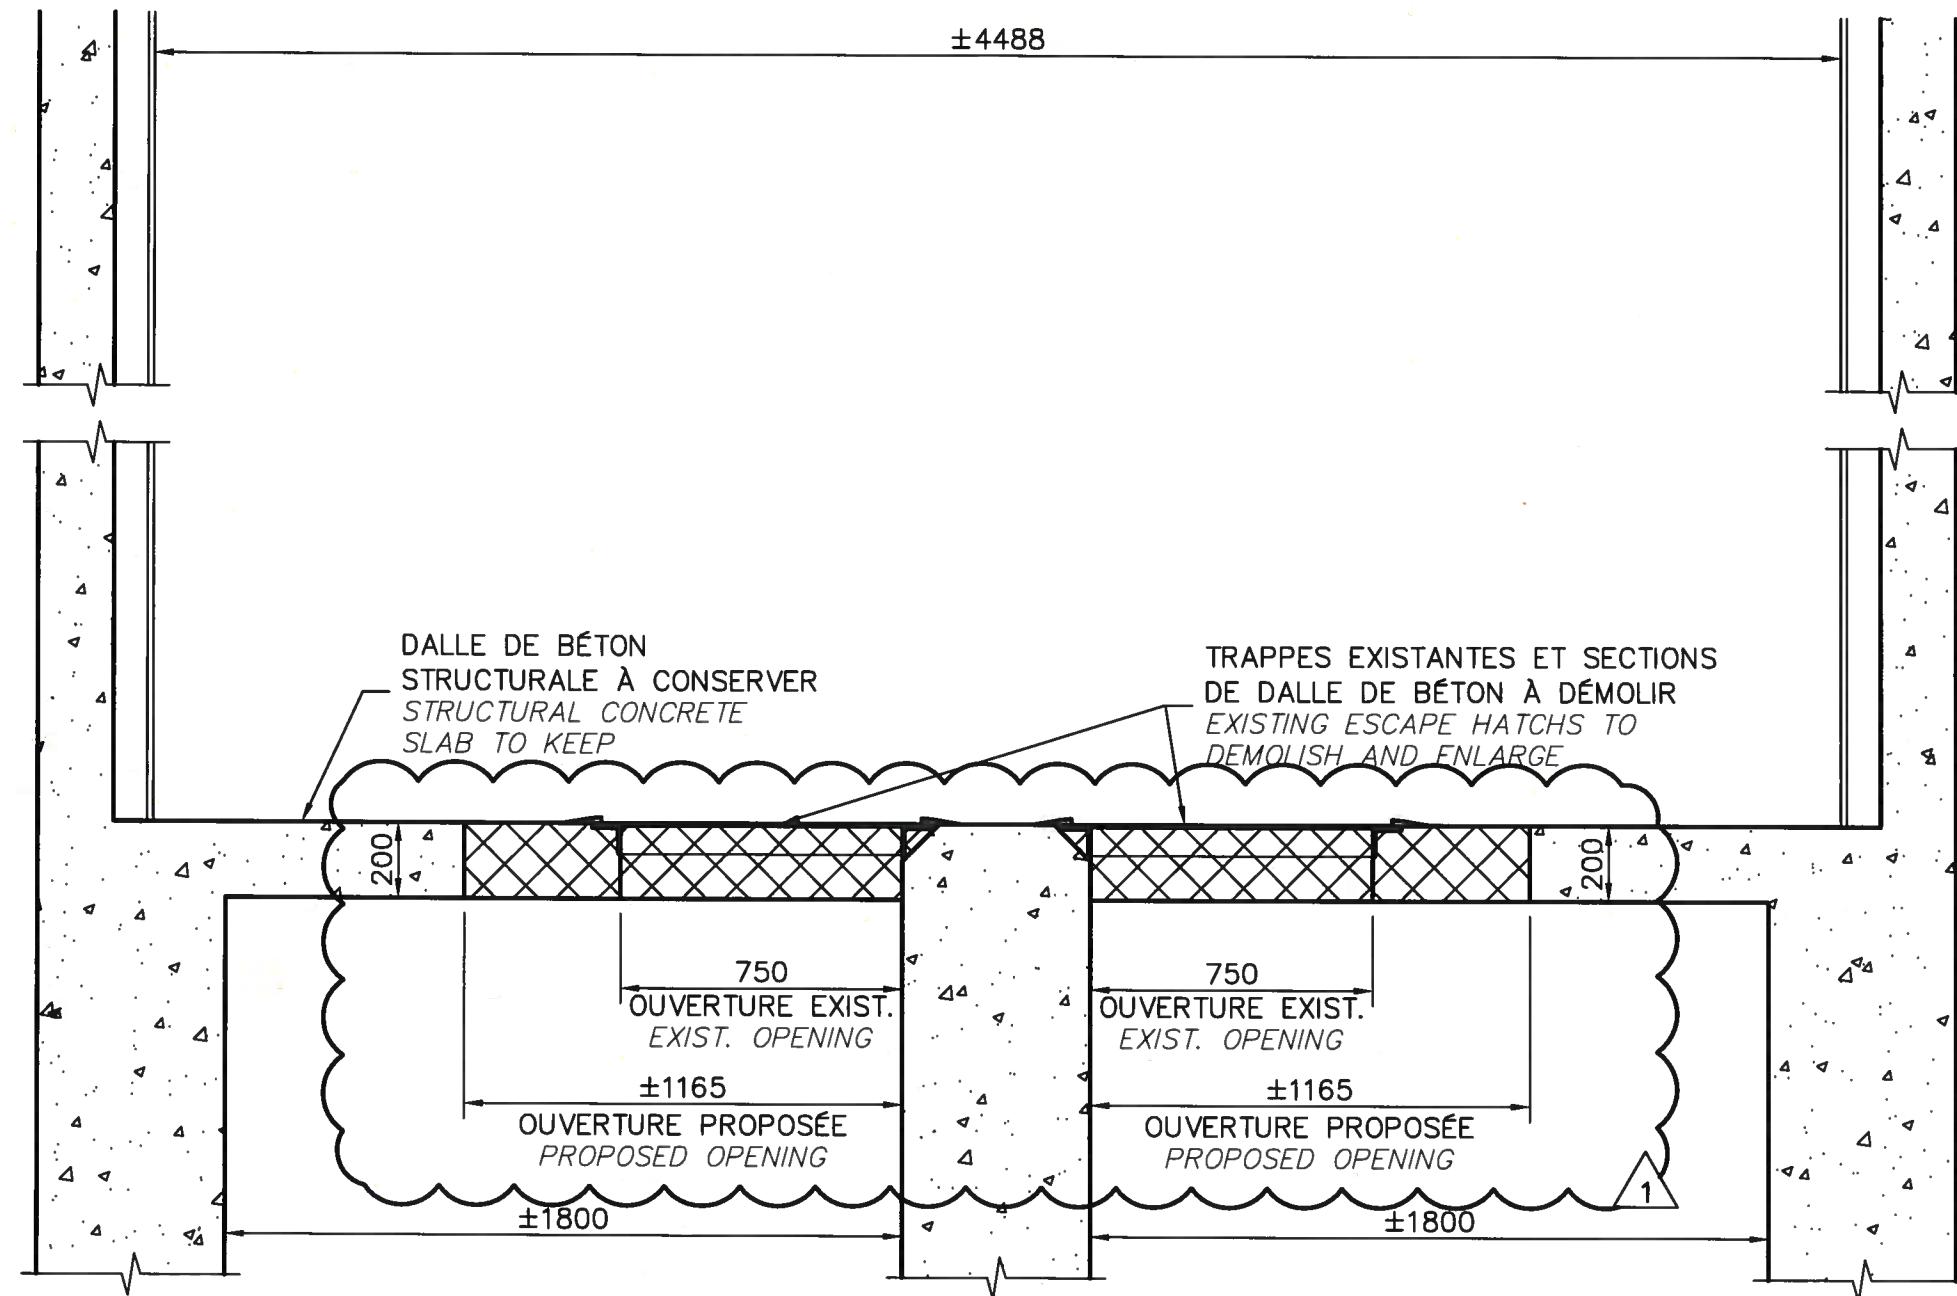 ±4488
DALLE DE BÉTON
STRUCTURALE À CONSERVER
STRUCTURAL CONCRETE
SLAB TO KEEP
TRAPPES EXISTANTES ET SECTIONS
DE DALLE DE BÉTON À DÉMOLIR
EXISTING ESCAPE HATCHS TO
DEMOLISH AND ENLARGE
200
200
750
OUVERTURE EXIST.
EXIST. OPENING
750
OUVERTURE EXIST.
EXIST. OPENING
±1165
OUVERTURE PROPOSÉE
PROPOSED OPENING
±1165
OUVERTURE PROPOSÉE
PROPOSED OPENING
1
±1800
±1800